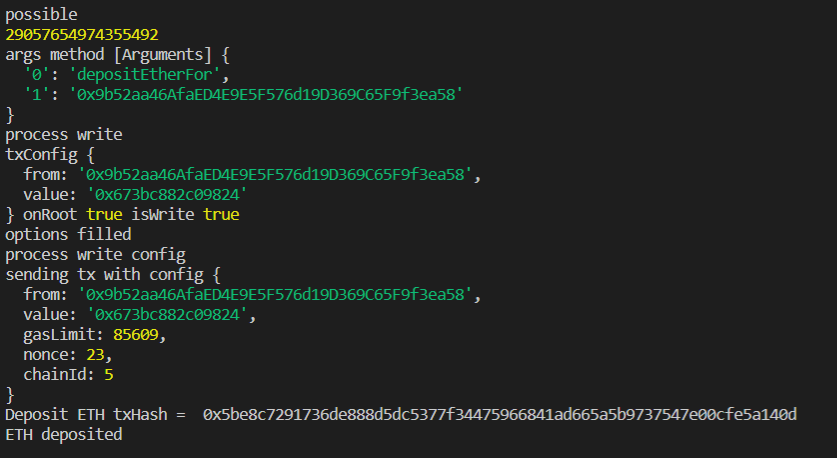 possible
29057654974355492
args method [Arguments] {
'0': 'depositEtherFor',
'1': '0x9b52aa46AfaED4E9E5F576d19D369C65F9f3ea58'
}
process write
txConfig {
from: '0x9b52aa46AfaED4E9E5F576d19D369C65F9f3ea58',
value: '0x673bc882c09824'
} onRoot true isWrite true
options filled
process write config
sending tx with config {
from: '0x9b52aa46AfaED4E9E5F576d19D369C65F9f3ea58',
value: '0x673bc882c09824',
gasLimit: 85609,
nonce: 23,
chainId: 5
}
Deposit ETH txHash = 0x5be8c7291736de888d5dc5377f34475966841ad665a5b9737547e00cfe5a140d
ETH deposited